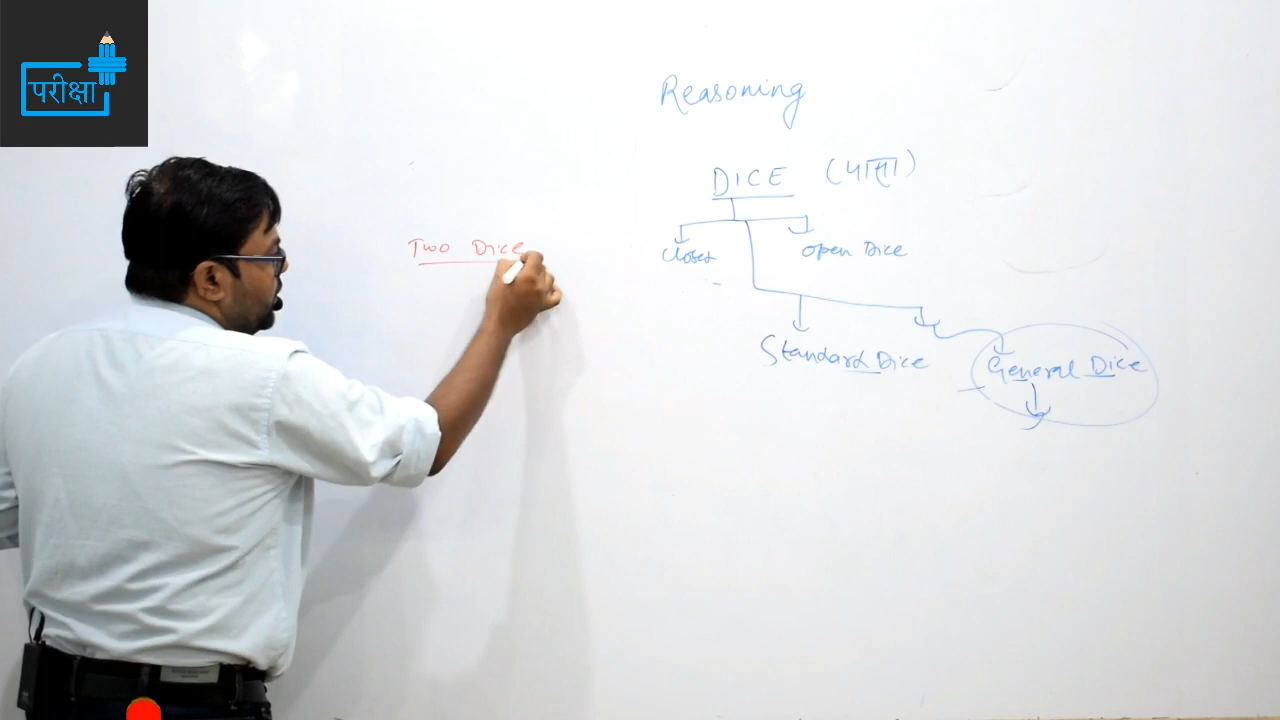 परीक्षा
Reasoning
DICE (पासा)
Closed
open Dice
Two Dice
Standard Dice
General Dice